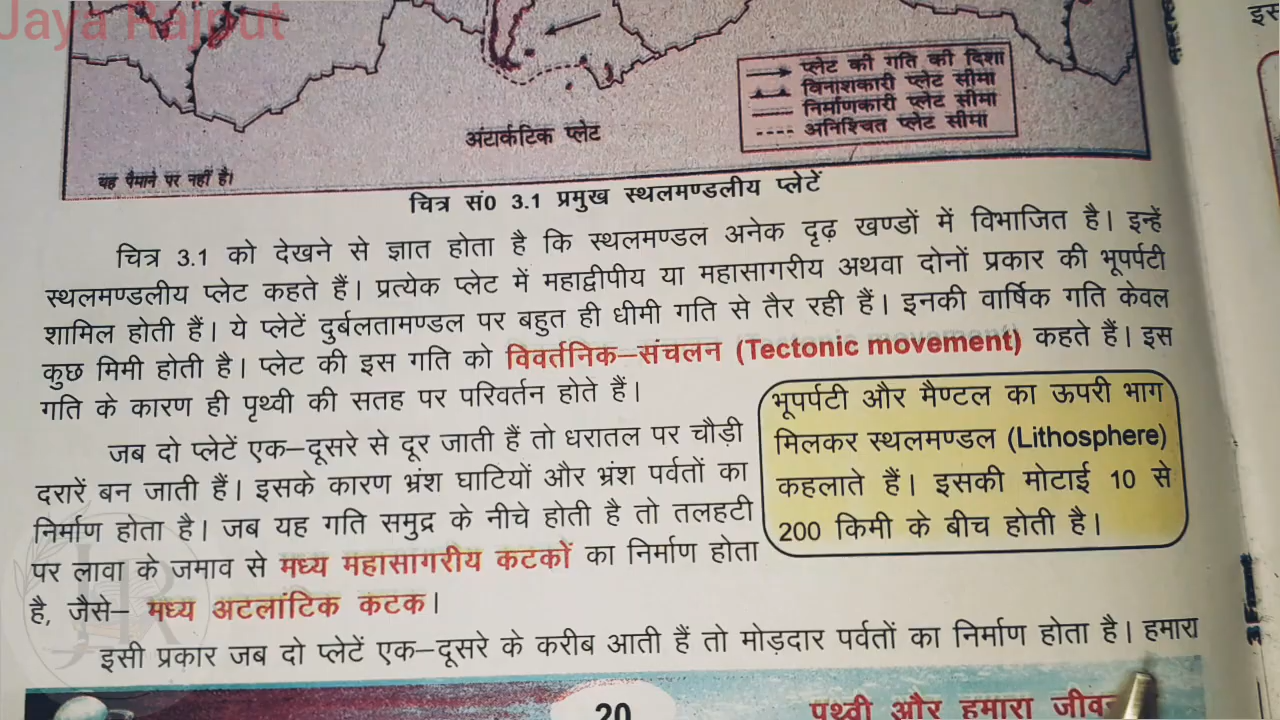 Jaya Rajput
इस
प्लेट की गति की दिशा
विनाशकारी प्लेट सीमा
निर्माणकारी प्लेट सीमा
अनिश्चित प्लेट सीमा
अंटार्कटिक प्लेट
यह पैमाने पर नहीं है।
चित्र सं0 3.1 प्रमुख स्थलमण्डलीय प्लेटें
चित्र 3.1 को देखने से ज्ञात होता है कि स्थलमण्डल अनेक दृढ़ खण्डों में विभाजित है। इन्हें
स्थलमण्डलीय प्लेट कहते हैं। प्रत्येक प्लेट में महाद्वीपीय या महासागरीय अथवा दोनों प्रकार की भूपर्पटी
शामिल होती हैं। ये प्लेटें दुर्बलतामण्डल पर बहुत ही धीमी गति से तैर रही हैं। इनकी वार्षिक गति केवल
कुछ मिमी होती है। प्लेट की इस गति को विवर्तनिक–संचलन (Tectonic movement) कहते हैं। इस
गति के कारण ही पृथ्वी की सतह पर परिवर्तन होते हैं।
जब दो प्लेटें एक–दूसरे से दूर जाती हैं तो धरातल पर चौड़ी
दरारें बन जाती हैं। इसके कारण भ्रंश घाटियों और भ्रंश पर्वतों का
निर्माण होता है। जब यह गति समुद्र के नीचे होती है तो तलहटी
पर लावा के जमाव से मध्य महासागरीय कटकों का निर्माण होता
है, जैसे– मध्य अटलांटिक कटक।
भूपर्पटी और मैण्टल का ऊपरी भाग
मिलकर स्थलमण्डल (Lithosphere)
कहलाते हैं। इसकी मोटाई 10 से
200 किमी के बीच होती है।
इसी प्रकार जब दो प्लेटें एक–दूसरे के करीब आती हैं तो मोड़दार पर्वतों का निर्माण होता है। हमारा
20
पृथ्वी और हमारा जीव